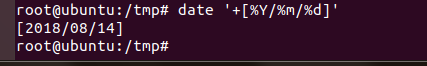 root@ubuntu:/tmp# date '+[%Y/%m/%d]'
[2018/08/14]
root@ubuntu:/tmp#